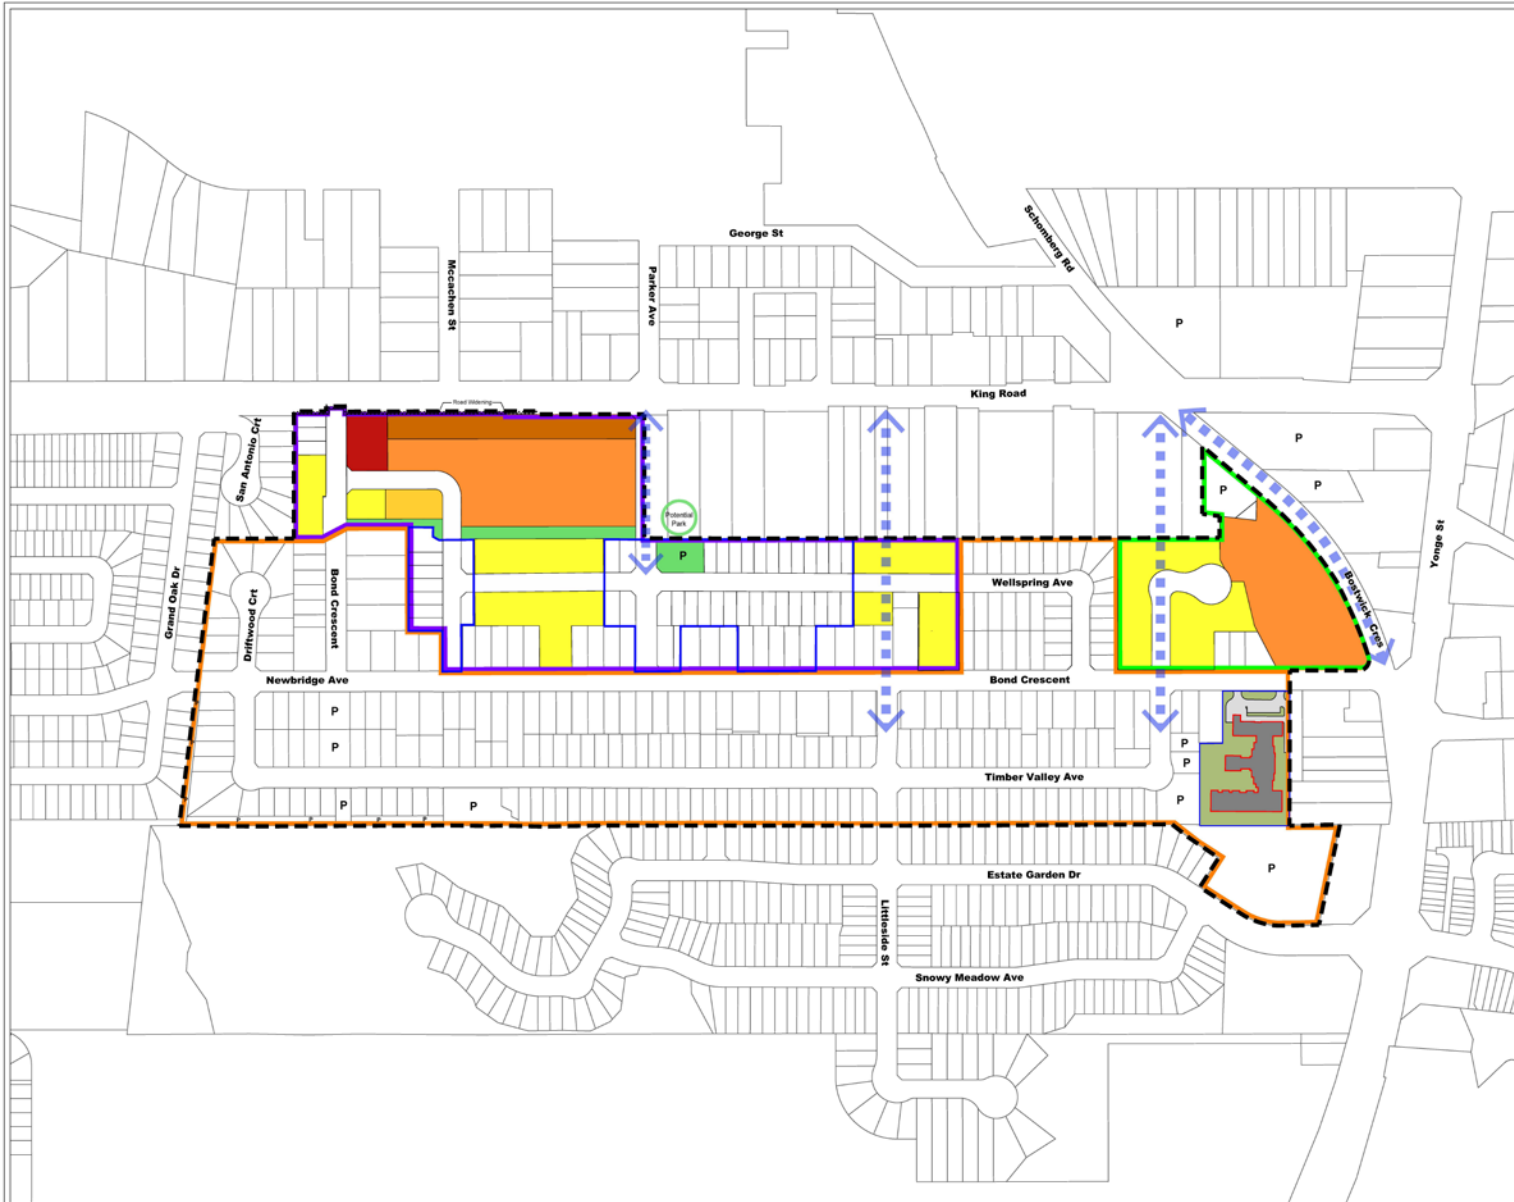 George St
Schomberg Rd
Mccachen St
Parker Ave
P
King Road
Road Widening
San Antonio Crt
P
P
P
Potential
Park
P
Yonge St
Grand Oak Dr
Driftwood Crt
Bond Crescent
Wellspring Ave
Bostwick Cres
Newbridge Ave
Bond Crescent
P
P
P
P
Timber Valley Ave
P
P
P
P
P
P
P
P
Estate Garden Dr
Littleside St
Snowy Meadow Ave